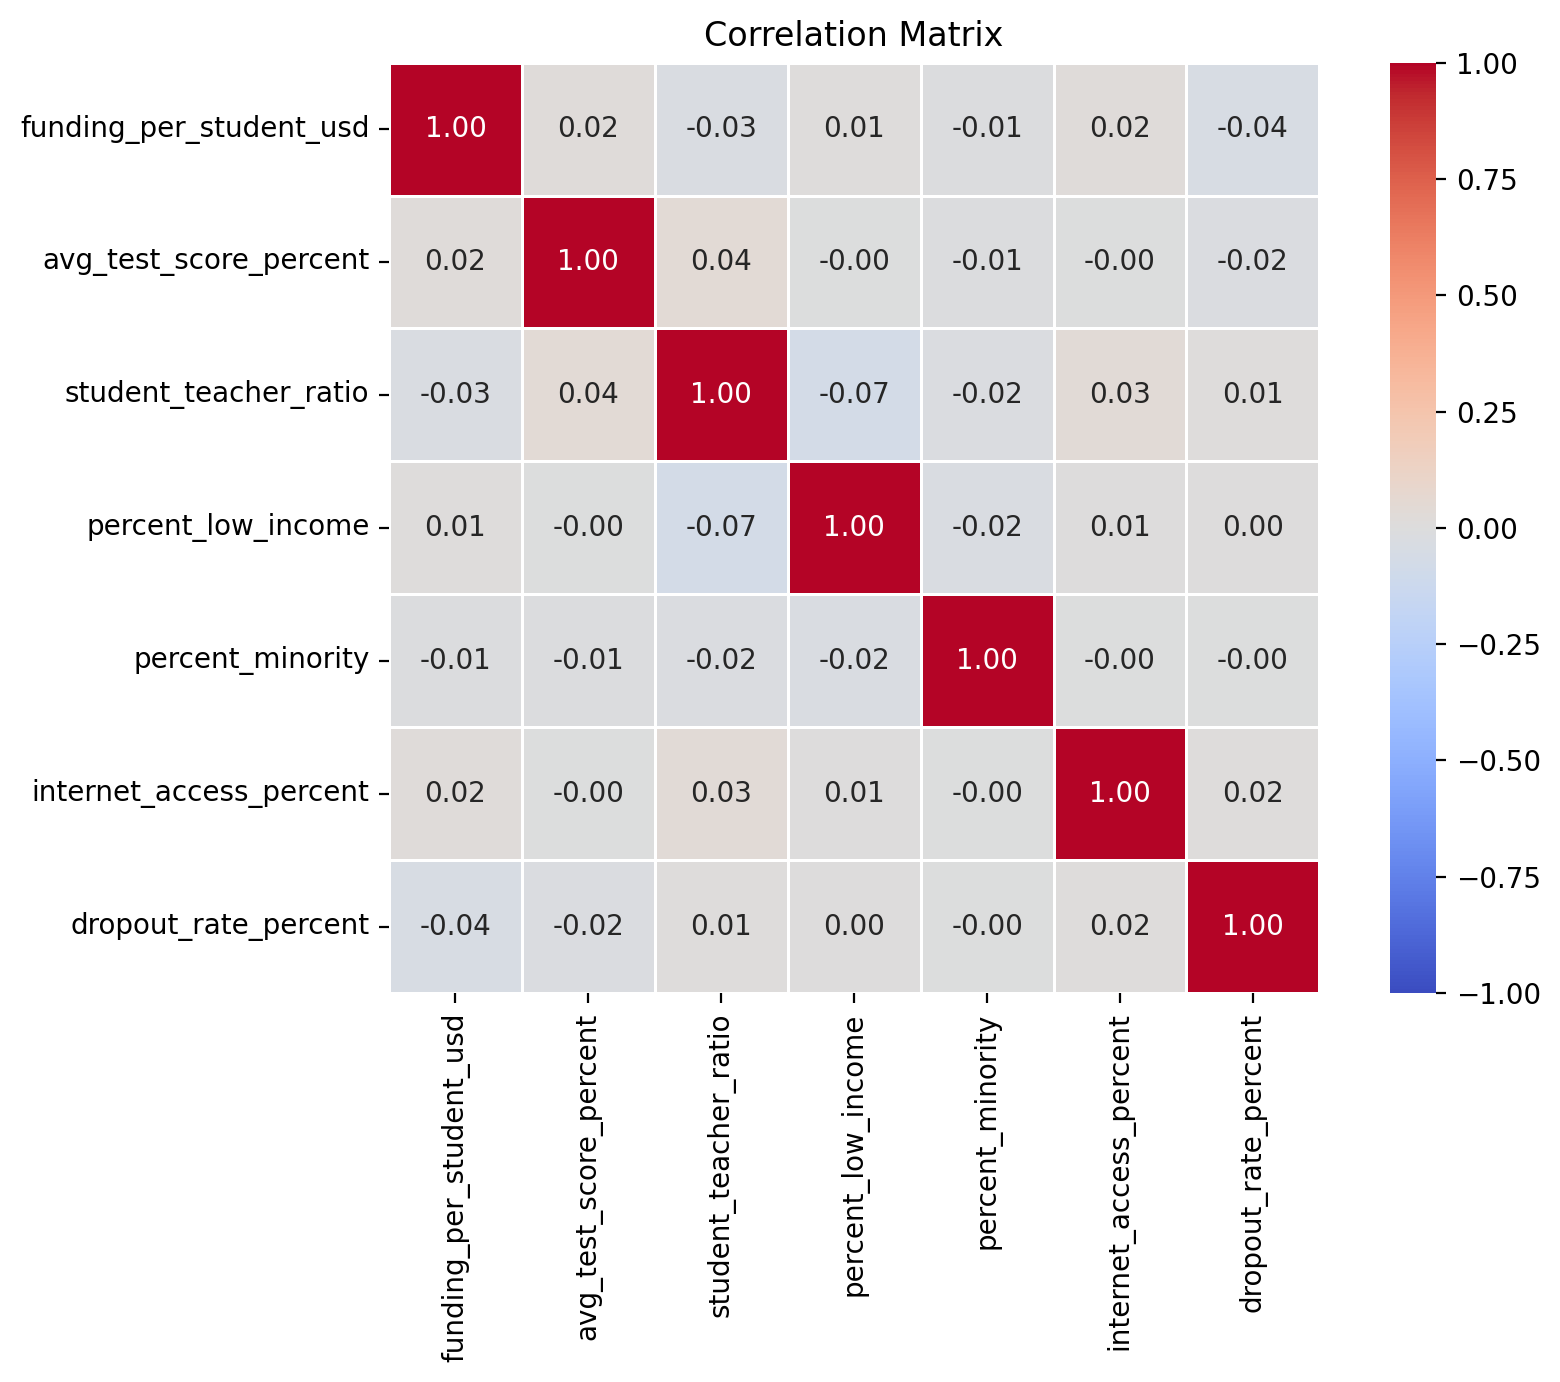 Correlation Matrix
funding_per_student_usd 1.00 0.02 -0.03 0.01 -0.01 0.02 -0.04
avg_test_score_percent 0.02 1.00 0.04 -0.00 -0.01 -0.00 -0.02
student_teacher_ratio -0.03 0.04 1.00 -0.07 -0.02 0.03 0.01
percent_low_income 0.01 -0.00 -0.07 1.00 -0.02 0.01 0.00
percent_minority -0.01 -0.01 -0.02 -0.02 1.00 -0.00 -0.00
internet_access_percent 0.02 -0.00 0.03 0.01 -0.00 1.00 0.02
dropout_rate_percent -0.04 -0.02 0.01 0.00 -0.00 0.02 1.00
funding_per_student_usd
avg_test_score_percent
student_teacher_ratio
percent_low_income
percent_minority
internet_access_percent
dropout_rate_percent
1.00
0.75
0.50
0.25
0.00
−0.25
−0.50
−0.75
−1.00